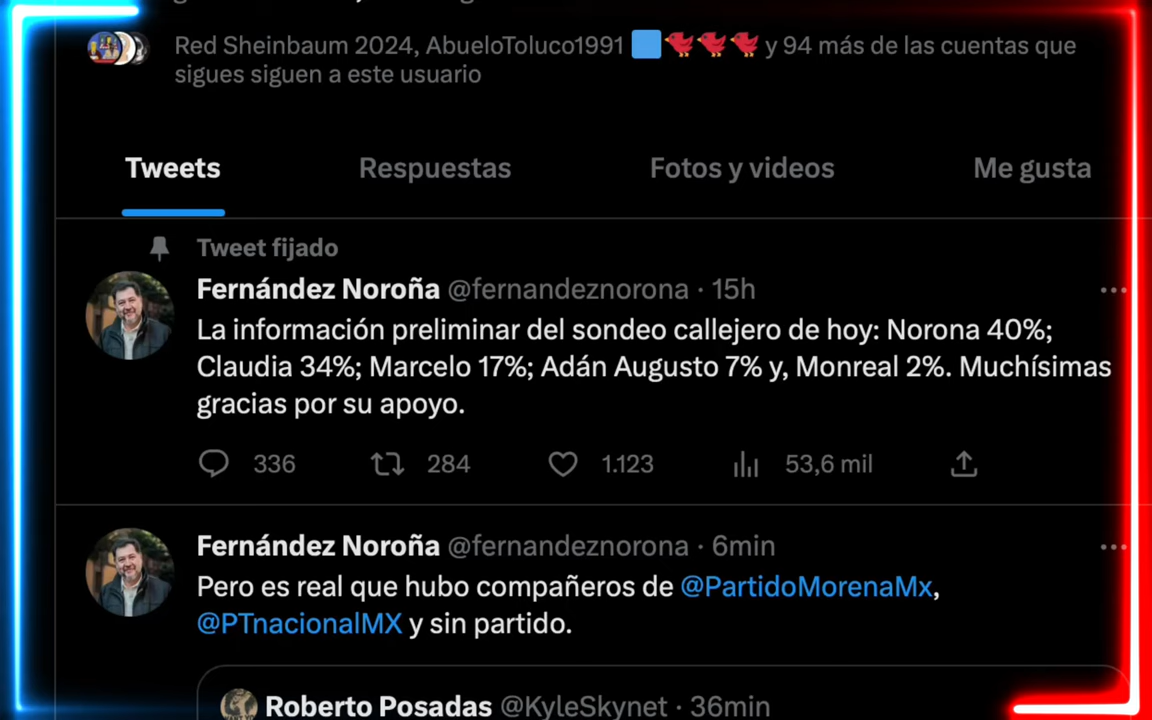 Red Sheinbaum 2024, AbueloToluco1991 🟦🐦🐦🐦 y 94 más de las cuentas que
sigues siguen a este usuario
Tweets Respuestas Fotos y videos Me gusta
Tweet fijado
Fernández Noroña @fernandeznorona · 15h
La información preliminar del sondeo callejero de hoy: Norona 40%;
Claudia 34%; Marcelo 17%; Adán Augusto 7% y, Monreal 2%. Muchísimas
gracias por su apoyo.
336 284 1.123 53,6 mil
Fernández Noroña @fernandeznorona · 6min
Pero es real que hubo compañeros de @PartidoMorenaMx,
@PTnacionalMX y sin partido.
Roberto Posadas @KyleSkynet · 36min